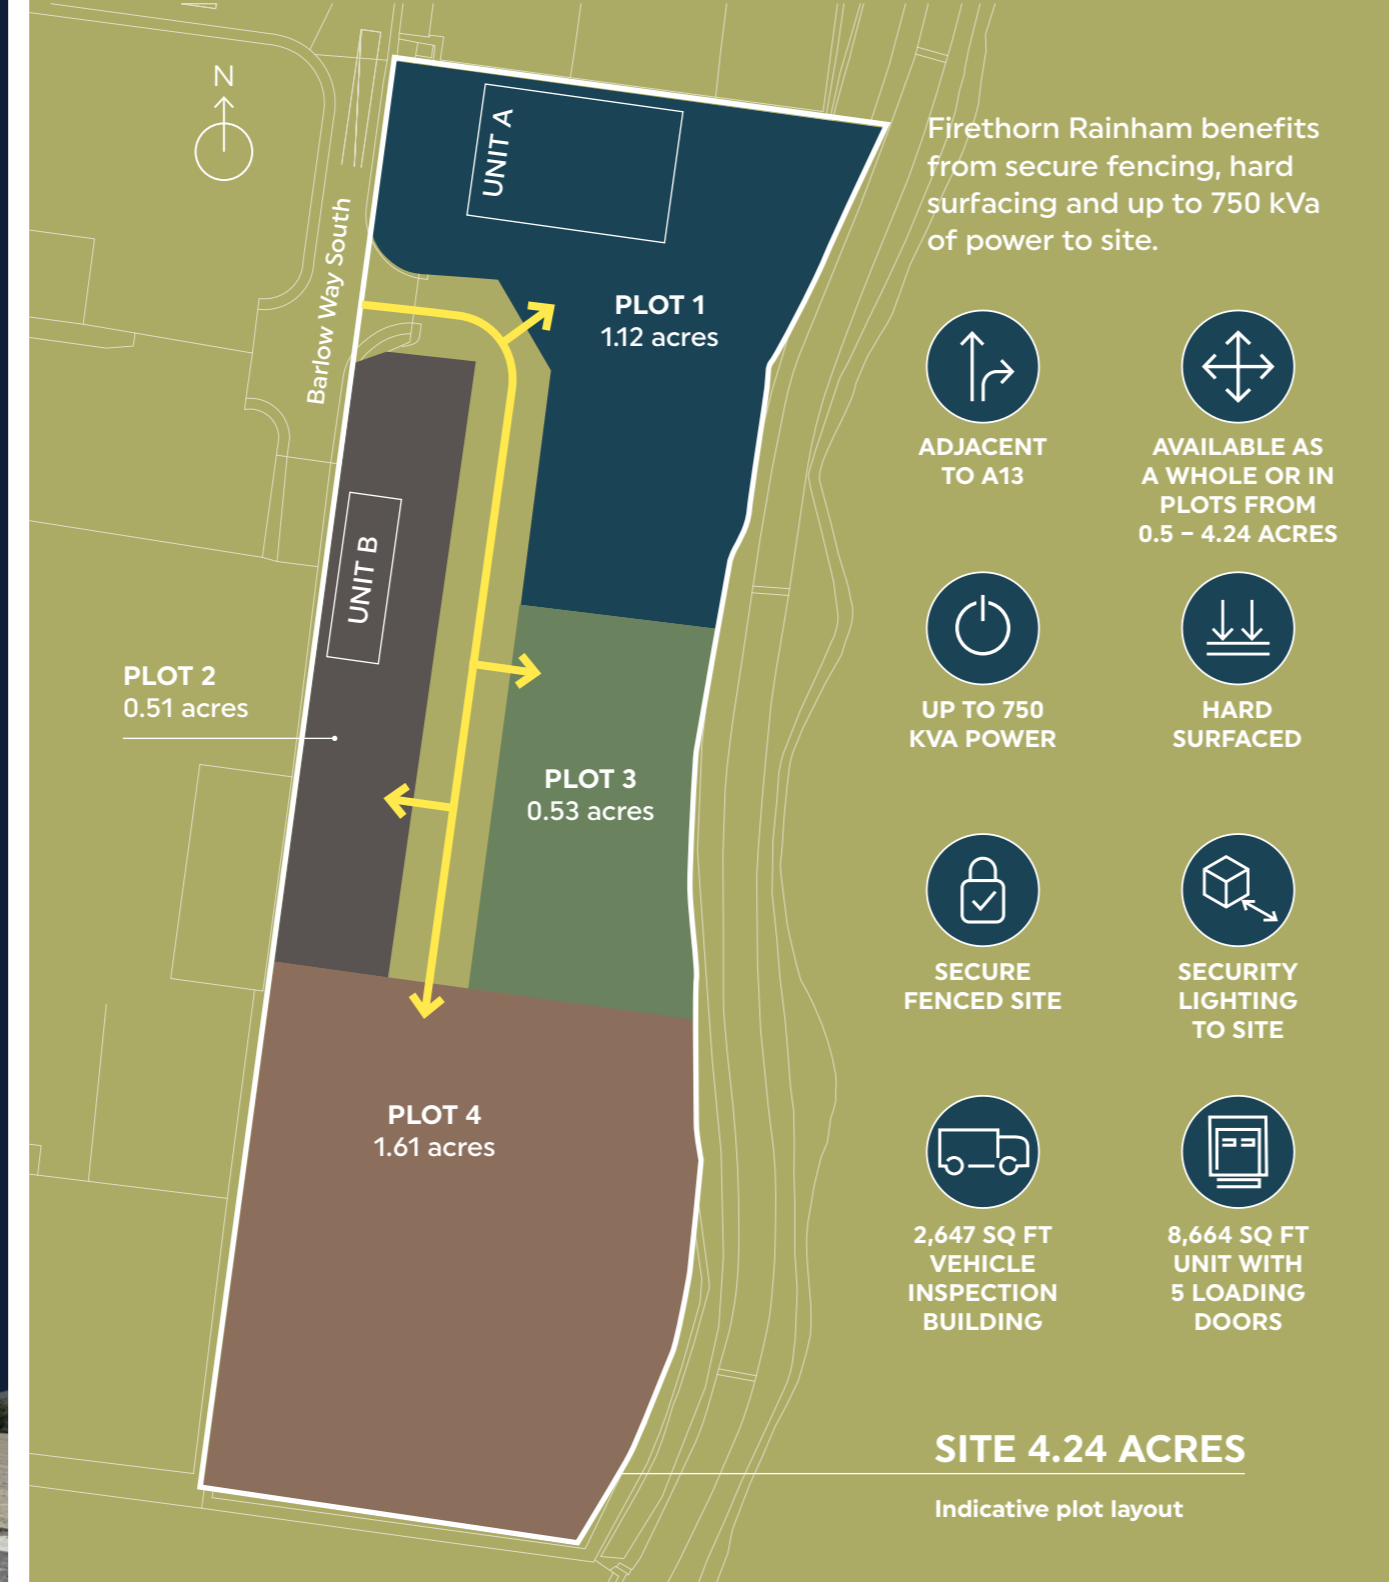 N
UNIT A
Barlow Way South
PLOT 1
1.12 acres
UNIT B
PLOT 2
0.51 acres
PLOT 3
0.53 acres
PLOT 4
1.61 acres
Firethorn Rainham benefits
from secure fencing, hard
surfacing and up to 750 kVa
of power to site.
ADJACENT
TO A13
AVAILABLE AS
A WHOLE OR IN
PLOTS FROM
0.5 – 4.24 ACRES
UP TO 750
KVA POWER
HARD
SURFACED
SECURE
FENCED SITE
SECURITY
LIGHTING
TO SITE
2,647 SQ FT
VEHICLE
INSPECTION
BUILDING
8,664 SQ FT
UNIT WITH
5 LOADING
DOORS
SITE 4.24 ACRES
Indicative plot layout